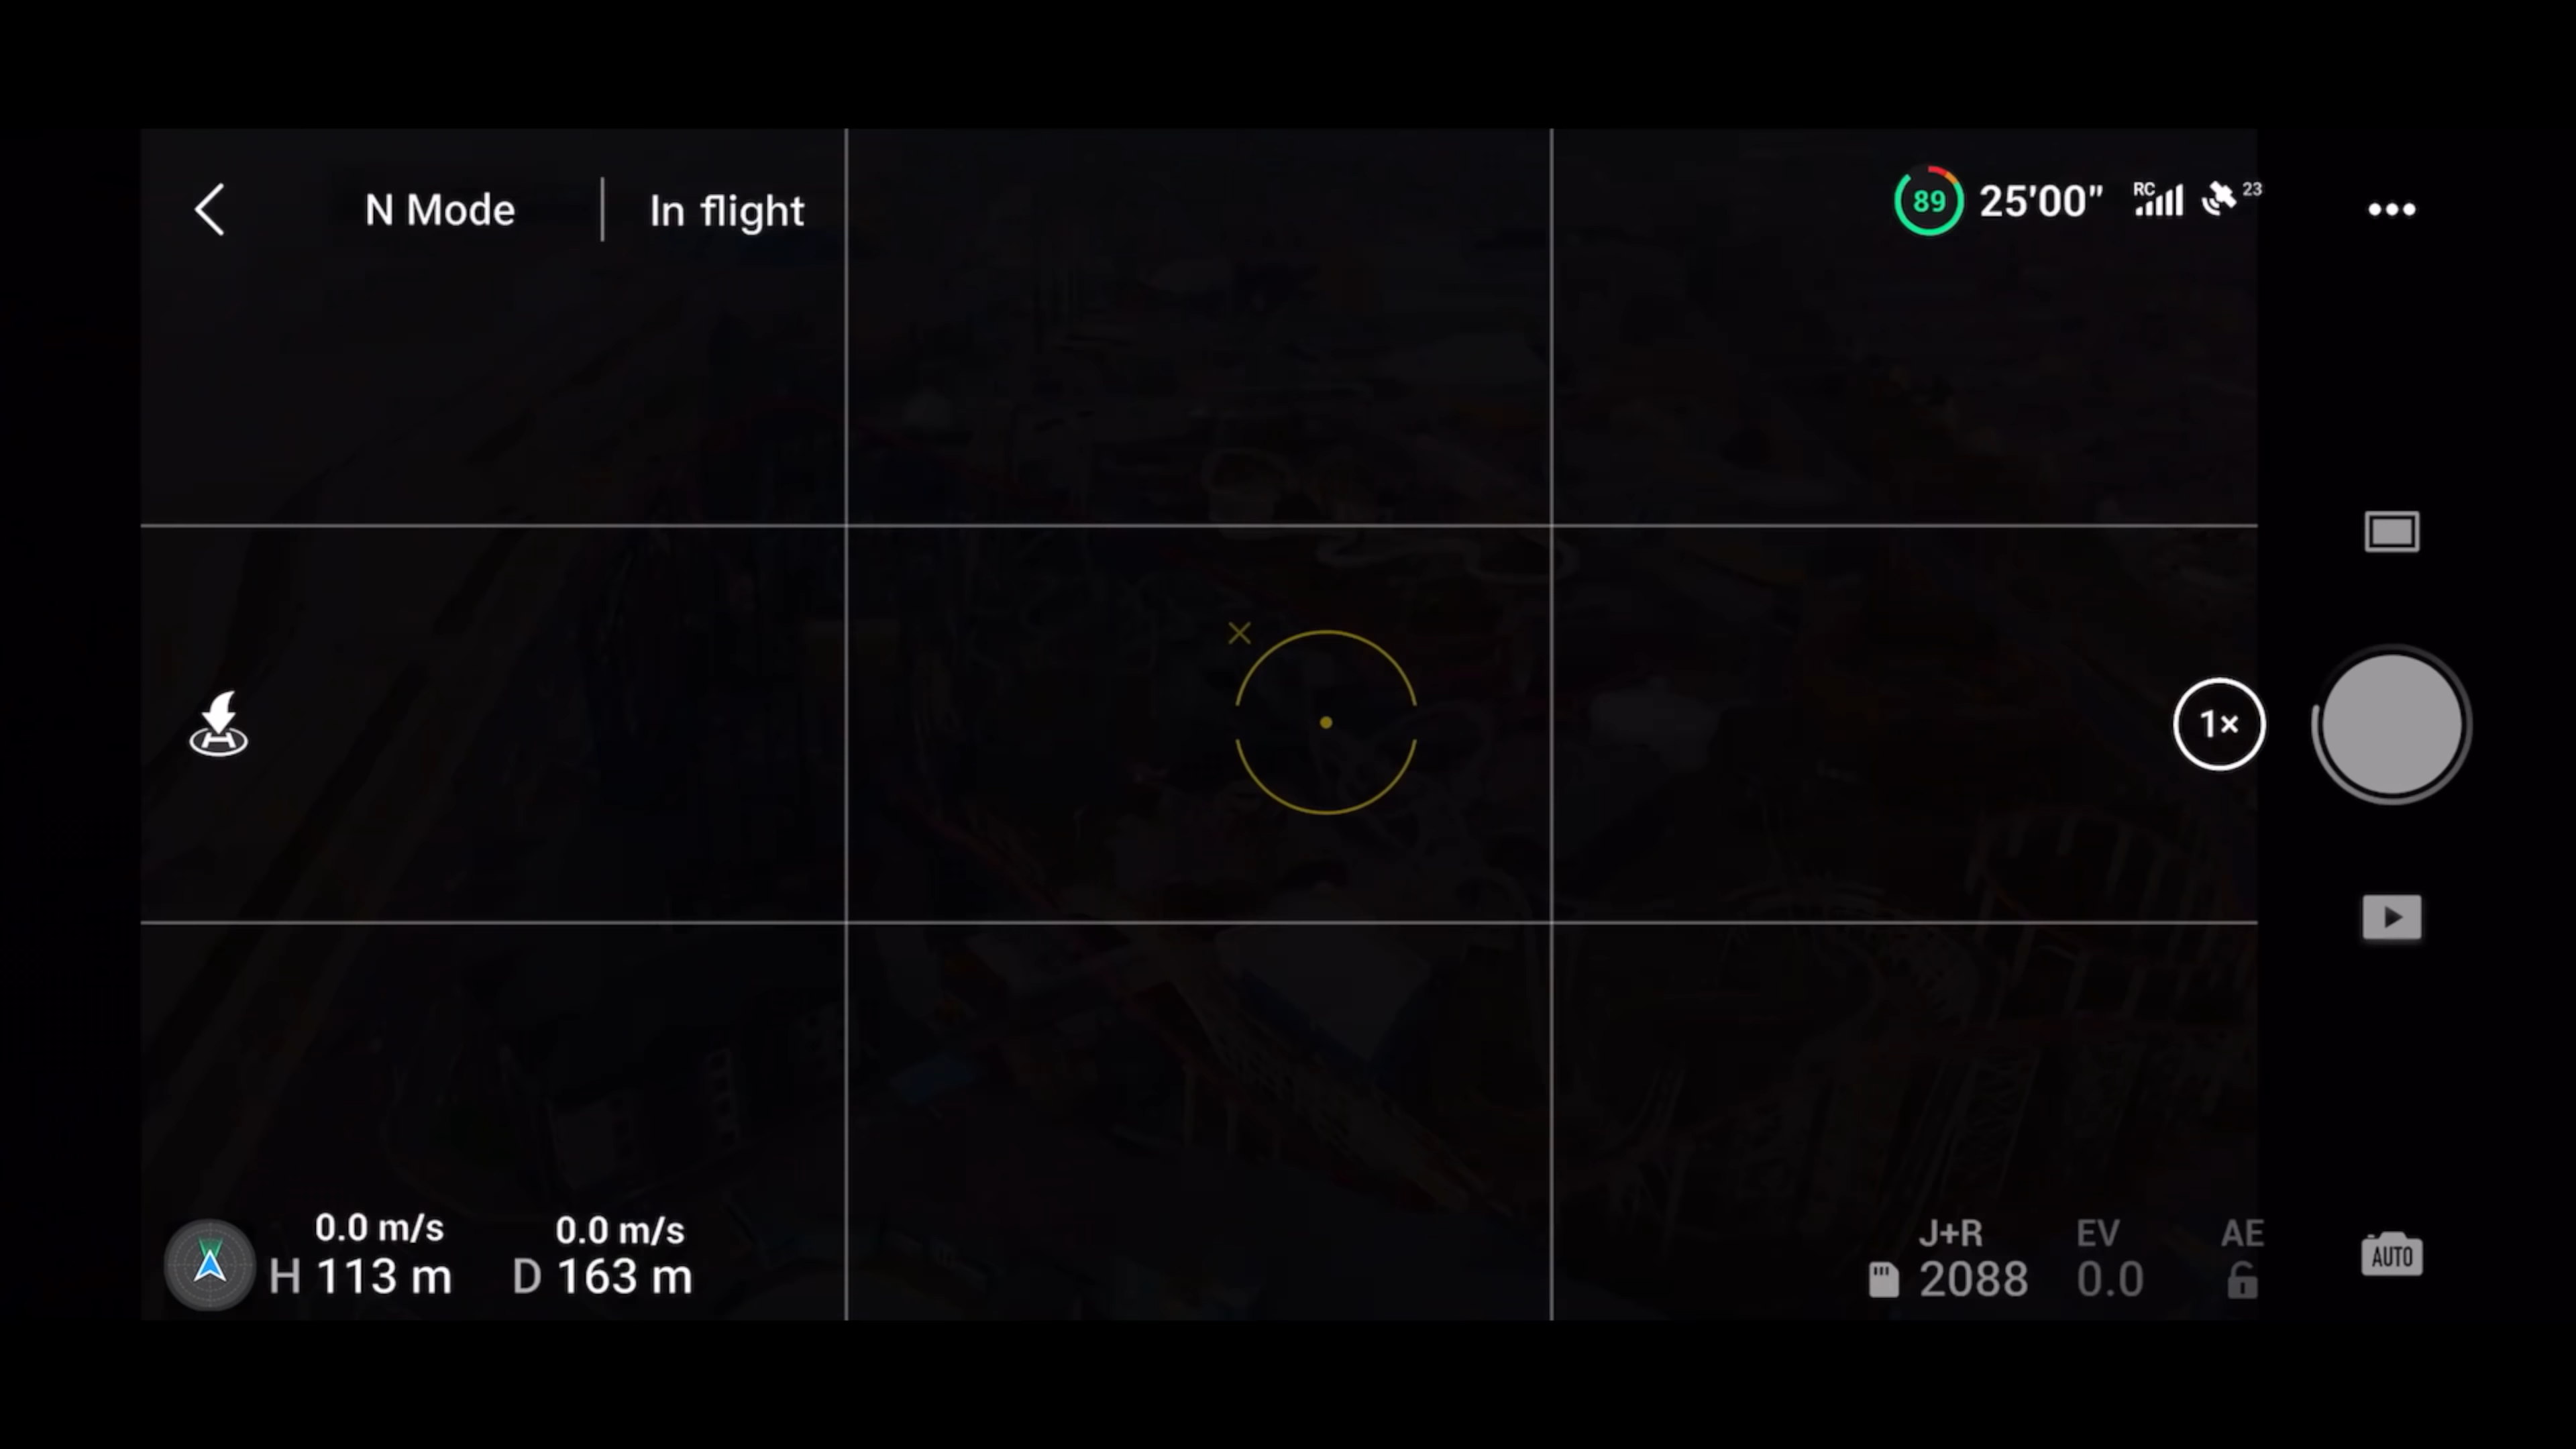 N Mode In flight
89 25'00" RC 23
1×
0.0 m/s 0.0 m/s
H 113 m D 163 m
J+R EV AE
2088 0.0
AUTO